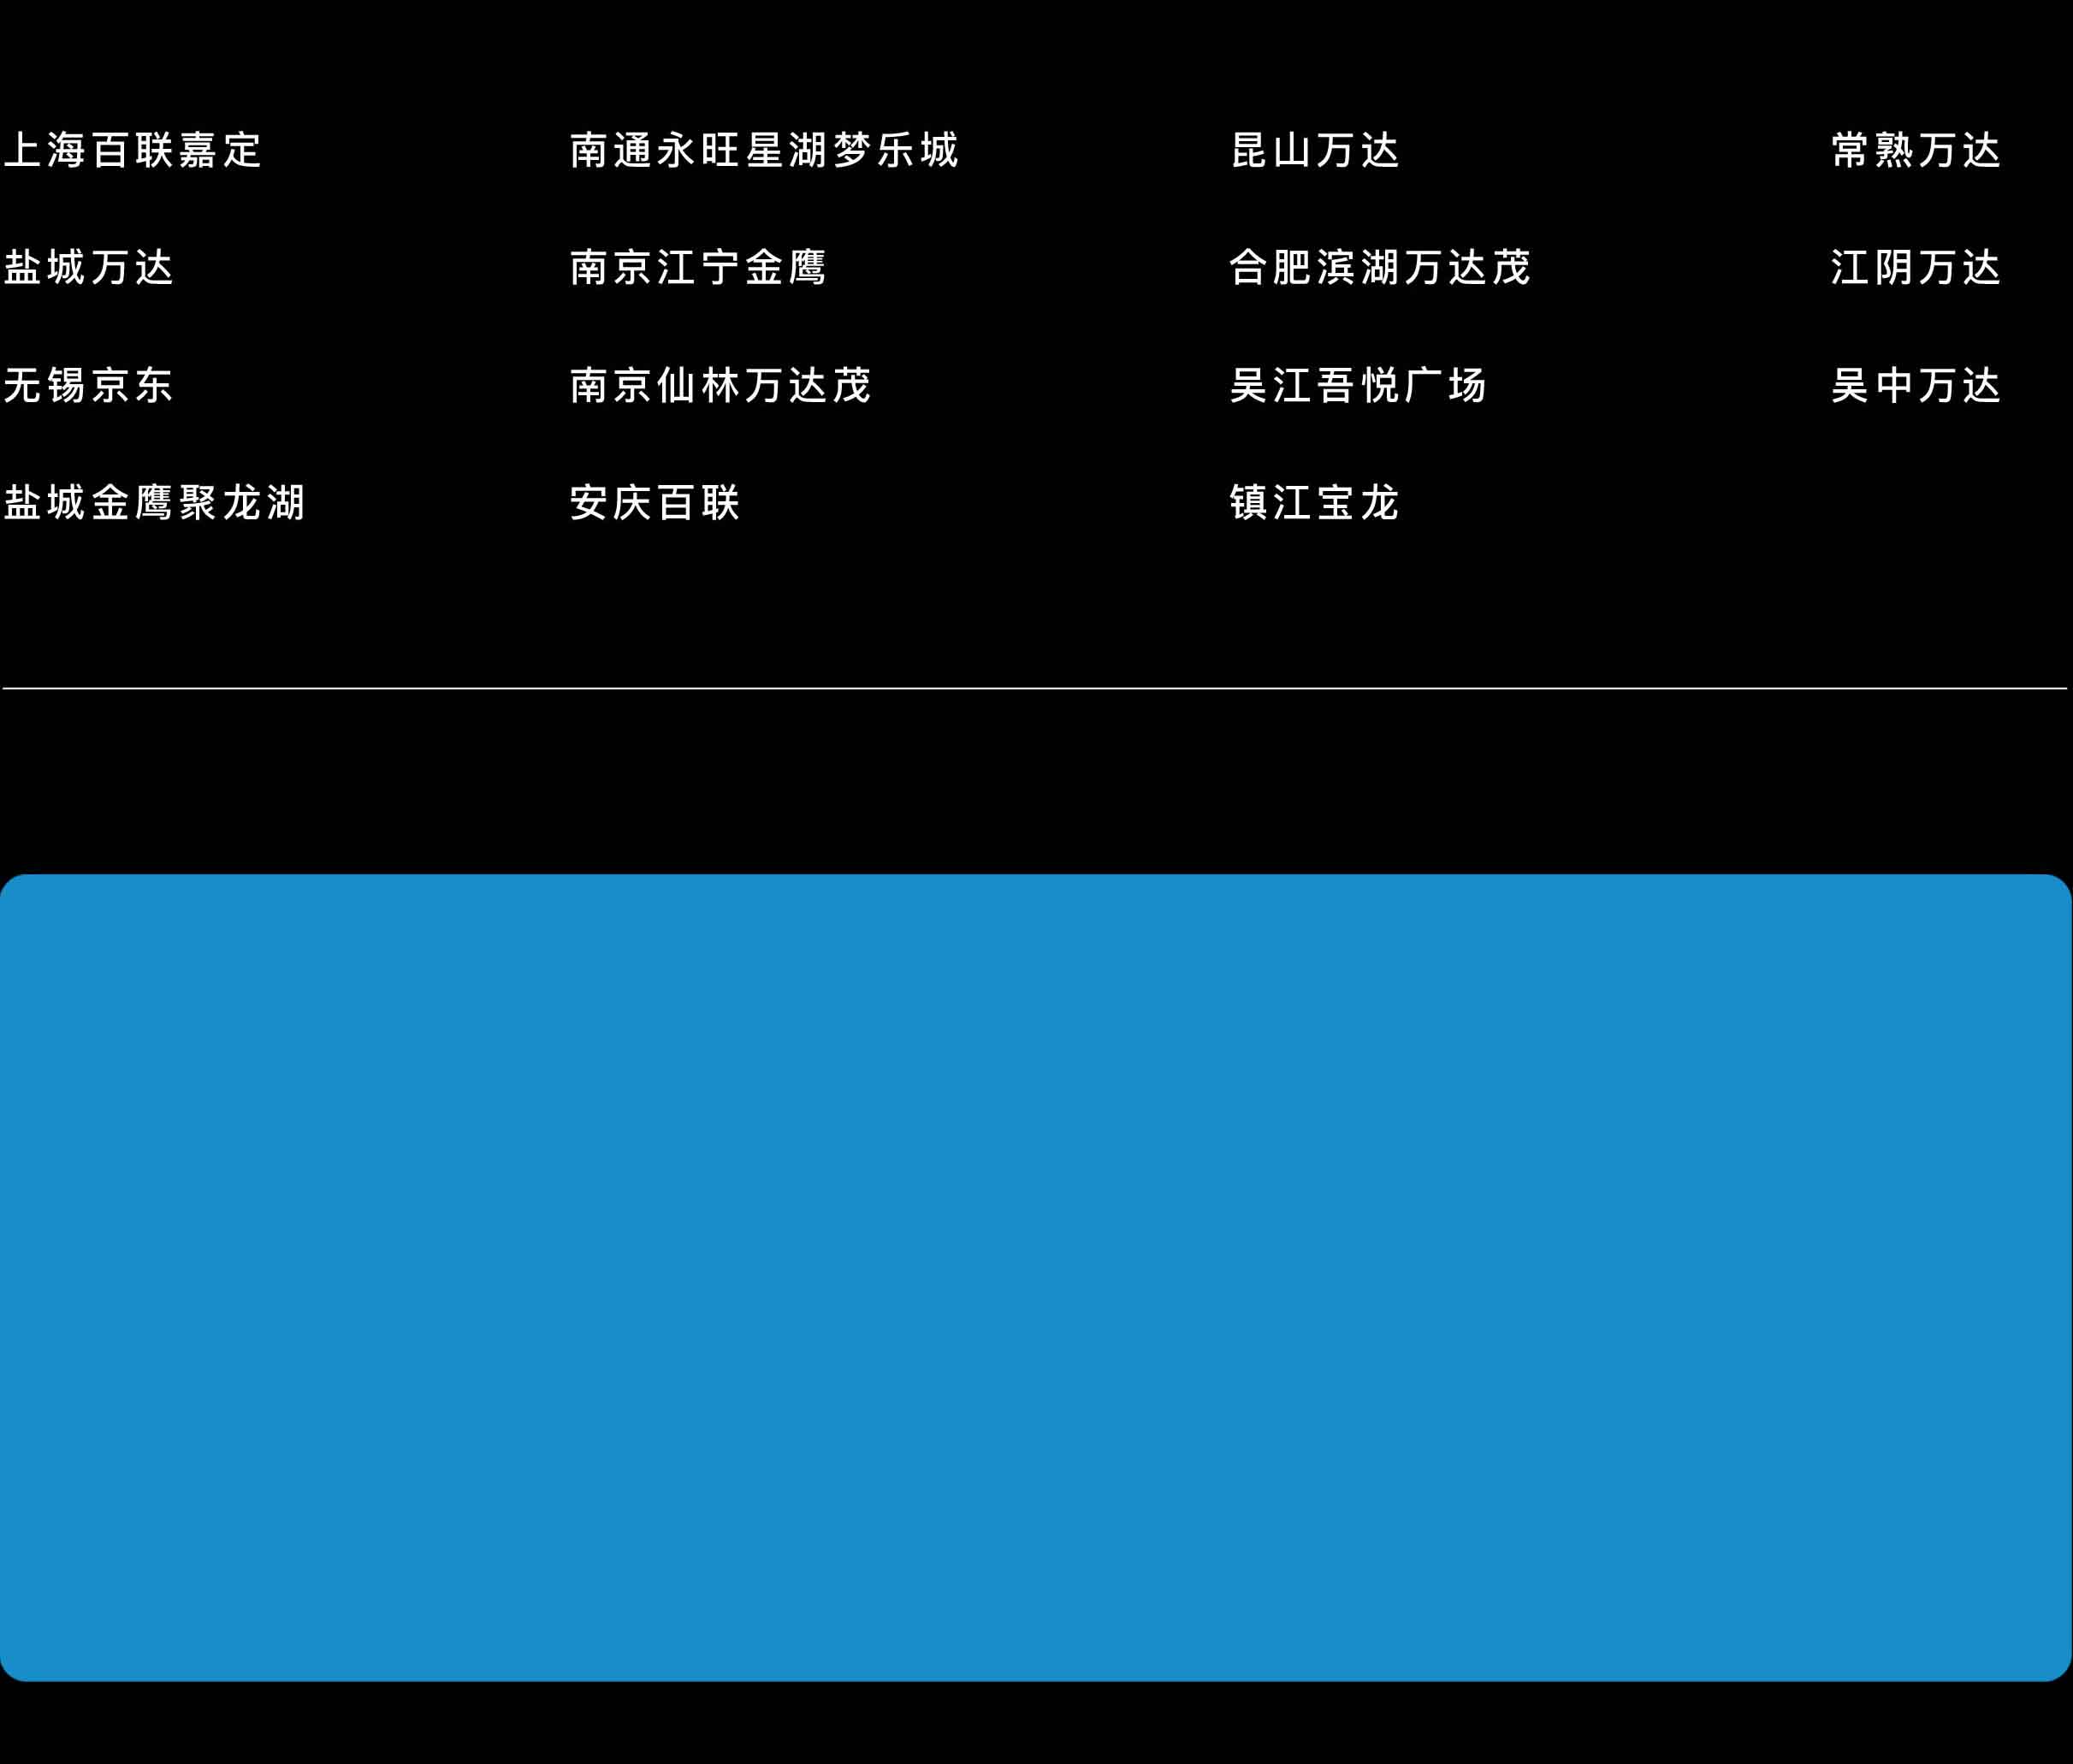 上海百联嘉定 南通永旺星湖梦乐城 昆山万达 常熟万达
盐城万达 南京江宁金鹰 合肥滨湖万达茂 江阴万达
无锡京东 南京仙林万达茂 吴江吾悦广场 吴中万达
盐城金鹰聚龙湖 安庆百联 镇江宝龙